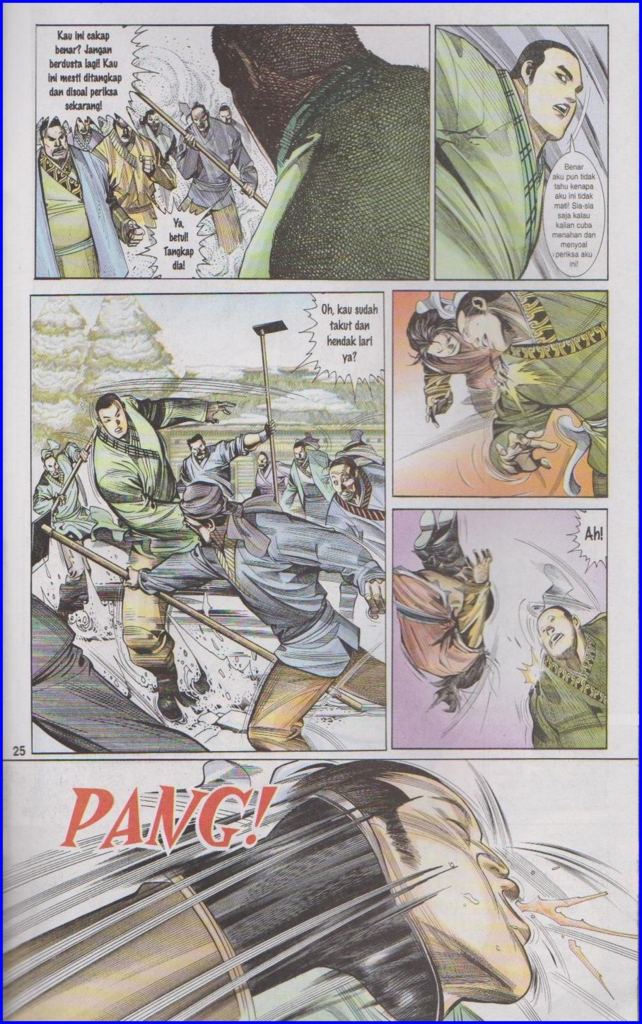 Kau ini cakap
benar? Jangan
berdusta lagi! Kau
ini mesti ditangkap
dan disoal periksa
sekarang!
Ya,
betul!
Tangkap
dia!
Benar
aku pun tidak
tahu kenapa
aku ini tidak
mati! Sia-sia
saja kalau
kalian cuba
menahan dan
menyoal
periksa aku
ini!
Oh, kau sudah
takut dan
hendak lari
ya?
Ah!
25
PANG!